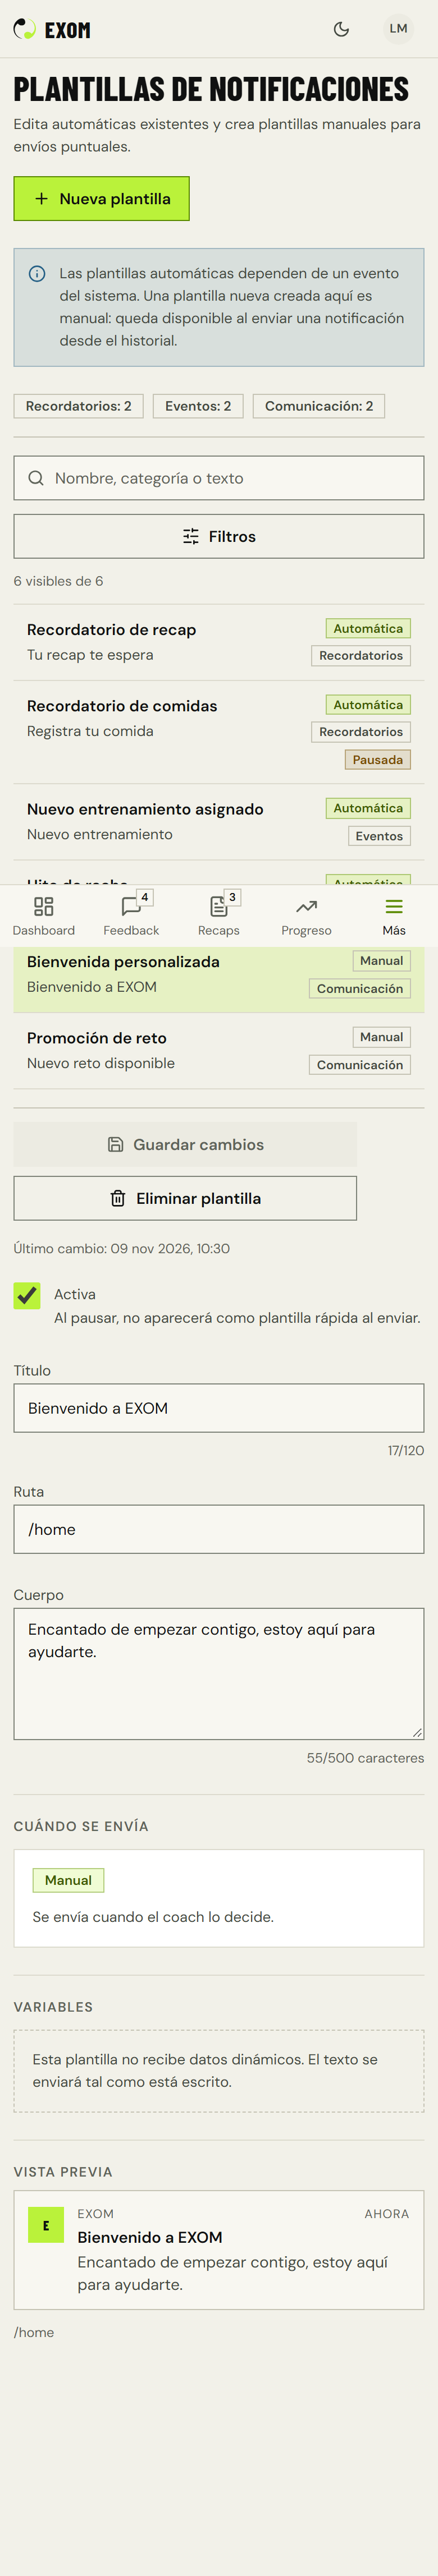 EXOM
LM
PLANTILLAS DE NOTIFICACIONES
Edita automáticas existentes y crea plantillas manuales para
envíos puntuales.
Nueva plantilla
Las plantillas automáticas dependen de un evento
del sistema. Una plantilla nueva creada aquí es
manual: queda disponible al enviar una notificación
desde el historial.
Recordatorios: 2
Eventos: 2
Comunicación: 2
Nombre, categoría o texto
Filtros
6 visibles de 6
Recordatorio de recap
Automática
Tu recap te espera
Recordatorios
Recordatorio de comidas
Automática
Registra tu comida
Recordatorios
Pausada
Nuevo entrenamiento asignado
Automática
Nuevo entrenamiento
Eventos
4
3
Dashboard
Feedback
Recaps
Progreso
Más
Bienvenida personalizada
Manual
Bienvenido a EXOM
Comunicación
Promoción de reto
Manual
Nuevo reto disponible
Comunicación
Guardar cambios
Eliminar plantilla
Último cambio: 09 nov 2026, 10:30
Activa
Al pausar, no aparecerá como plantilla rápida al enviar.
Título
Bienvenido a EXOM
17/120
Ruta
/home
Cuerpo
Encantado de empezar contigo, estoy aquí para
ayudarte.
55/500 caracteres
CUÁNDO SE ENVÍA
Manual
Se envía cuando el coach lo decide.
VARIABLES
Esta plantilla no recibe datos dinámicos. El texto se
enviará tal como está escrito.
VISTA PREVIA
E
EXOM
AHORA
Bienvenido a EXOM
Encantado de empezar contigo, estoy aquí
para ayudarte.
/home